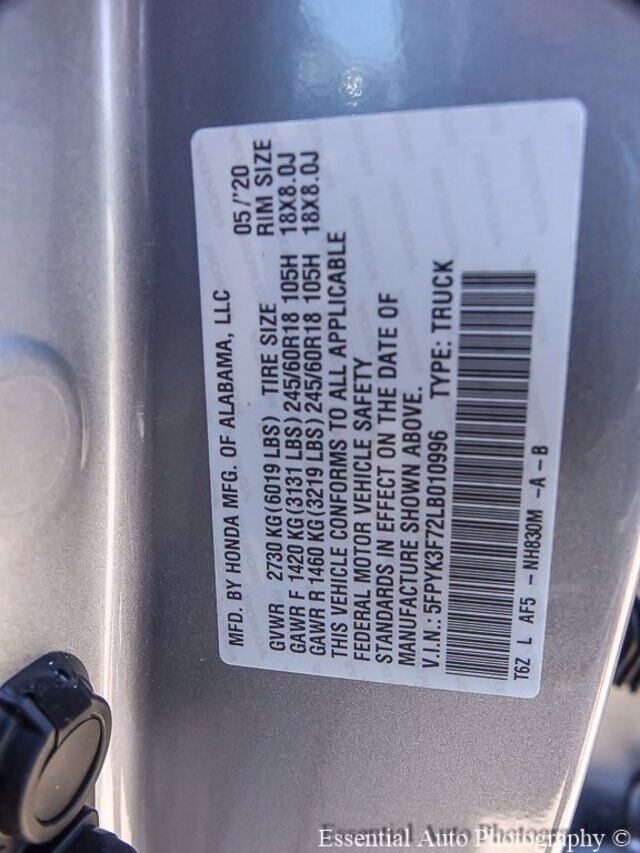 MFD. BY HONDA MFG. OF ALABAMA, LLC 05/'20
GVWR 2730 KG(6019 LBS) TIRE SIZE RIM SIZE
GAWR F 1420 KG(3131 LBS)245/60R18 105H 18X8.0J
GAWR R 1460 KG(3219 LBS)245/60R18 105H 18X8.0J
THIS VEHICLE CONFORMS TO ALL APPLICABLE
FEDERAL MOTOR VEHICLE SAFETY
STANDARDS IN EFFECT ON THE DATE OF
MANUFACTURE SHOWN ABOVE.
V.I.N.: 5FPYK3F72LB010996 TYPE: TRUCK
T6Z L AF5 - NH830M -A-B
Essential Auto Photography ©